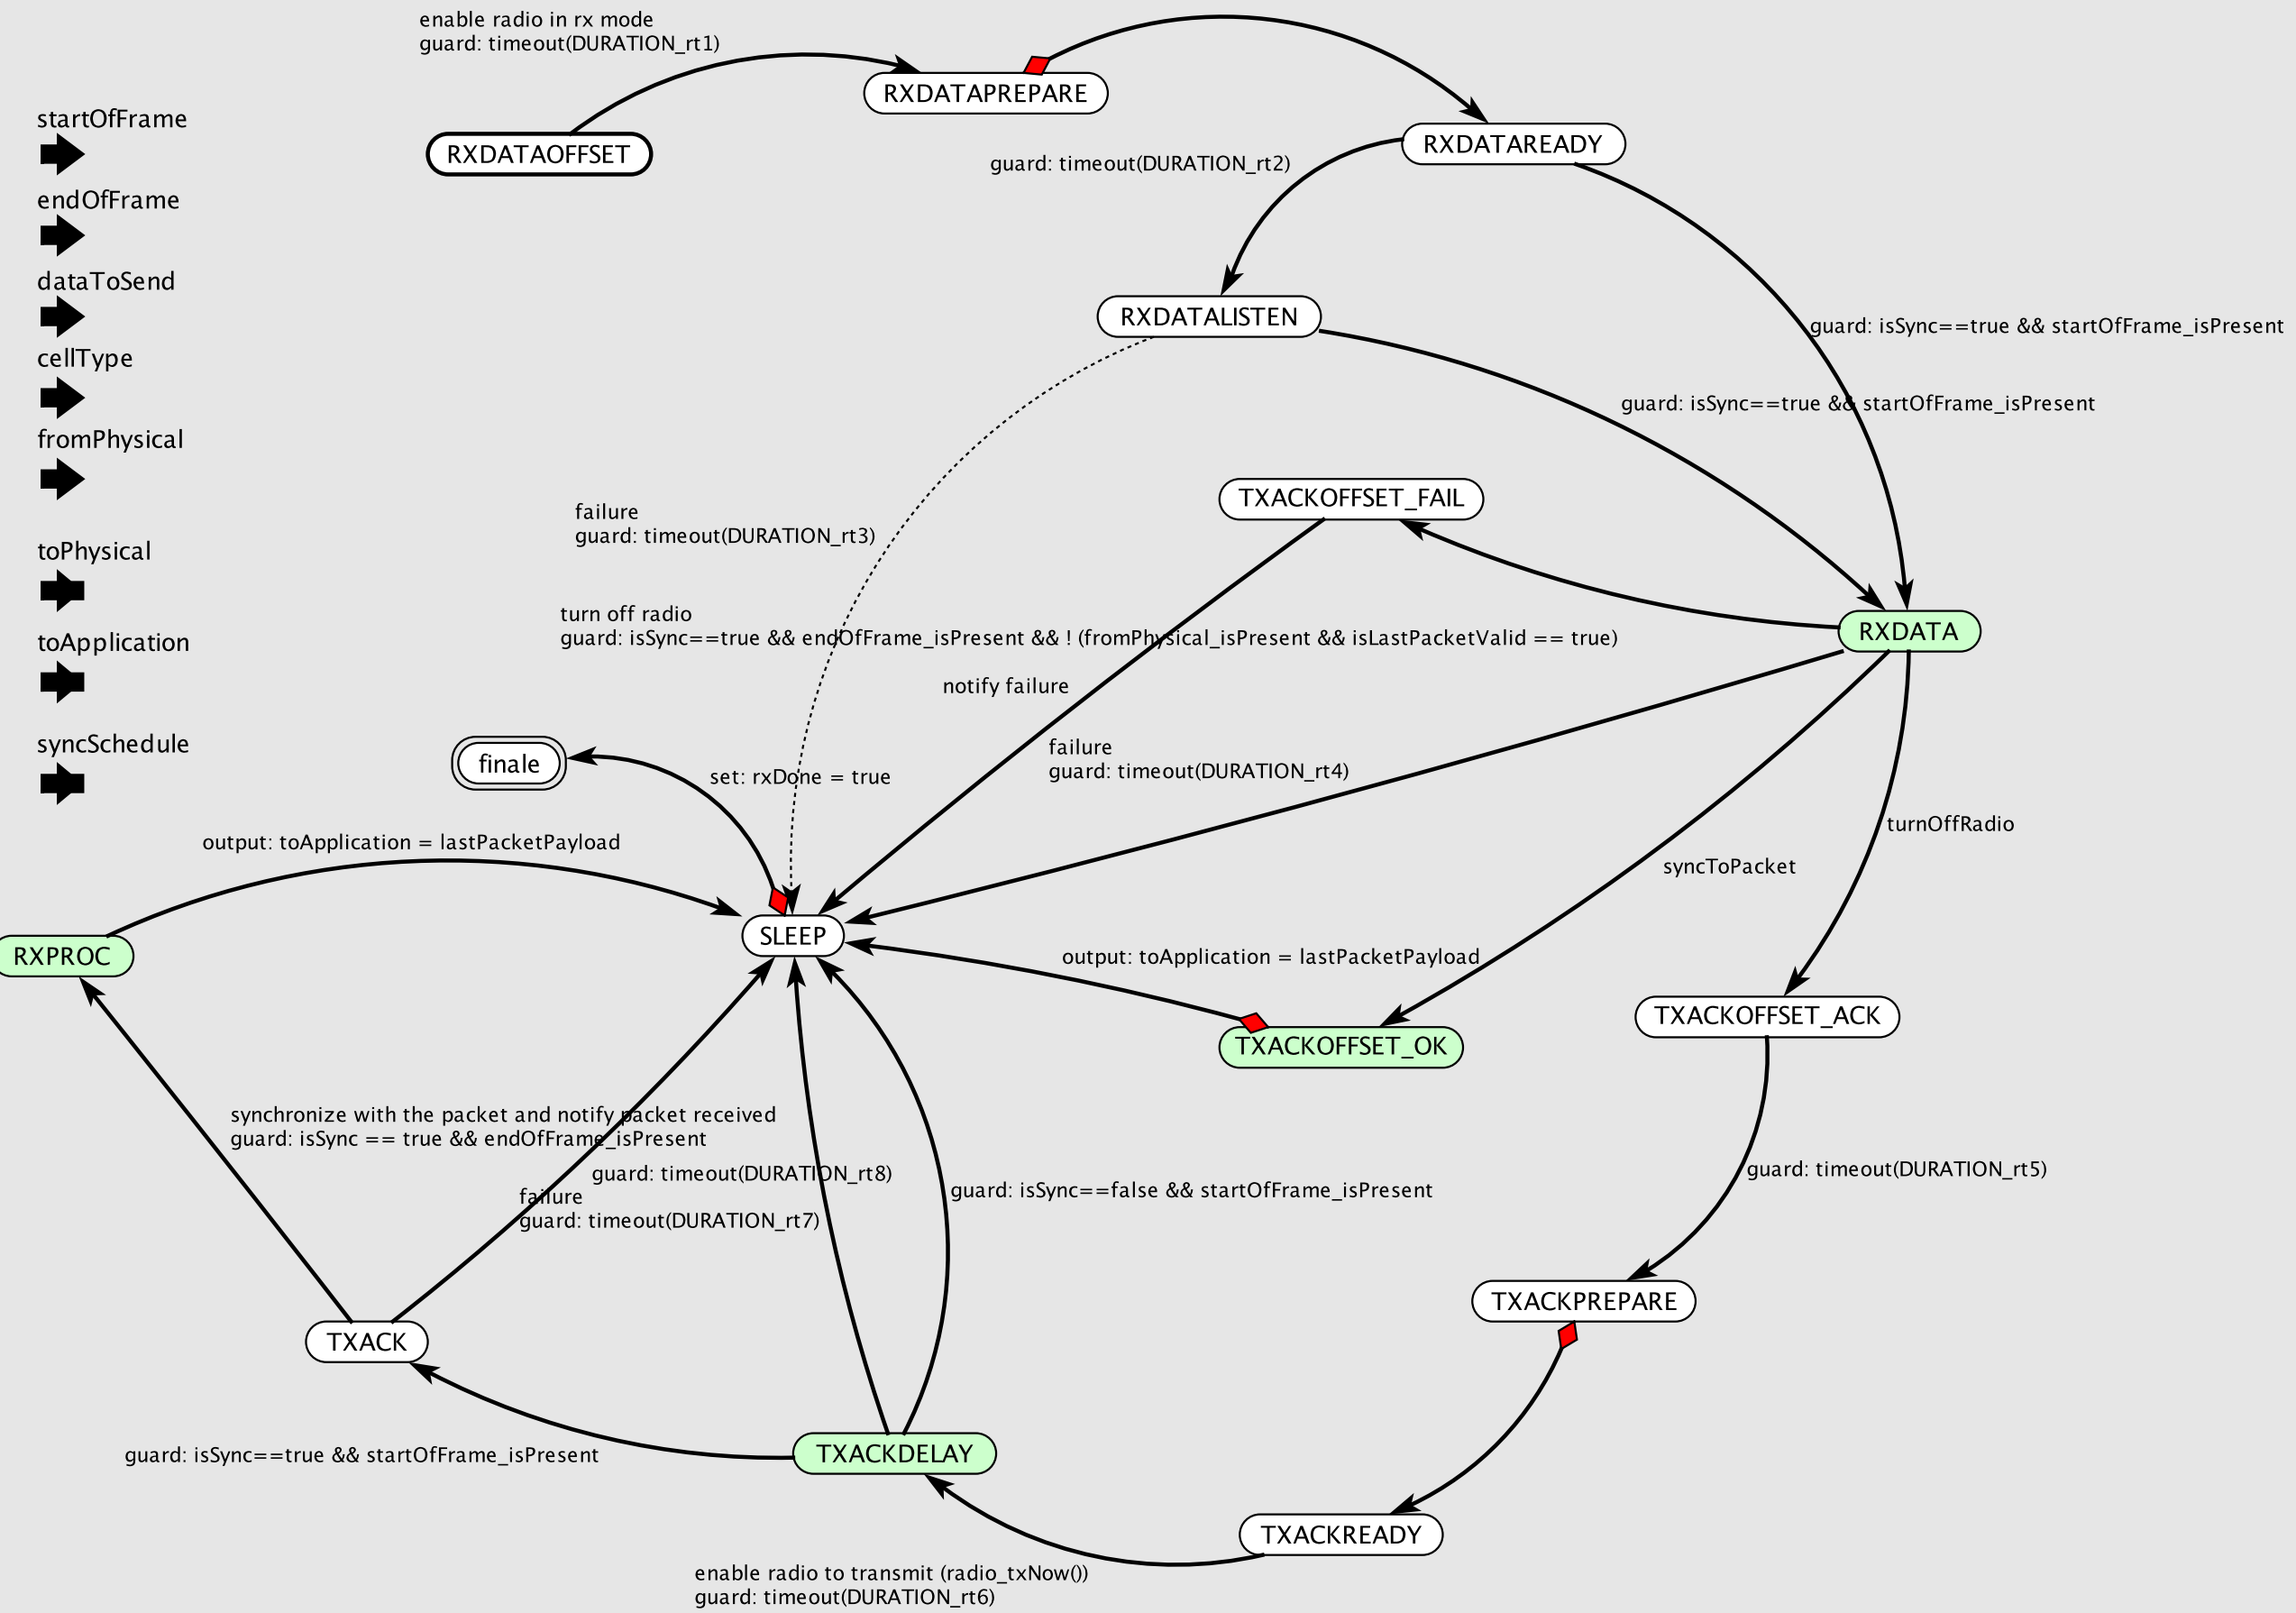 enable radio in rx mode
guard: timeout(DURATION_rt1)
RXDATAPREPARE
startOfFrame
RXDATAOFFSET
RXDATAREADY
guard: timeout(DURATION_rt2)
endOfFrame
dataToSend
RXDATALISTEN
guard: isSync==true && startOfFrame_isPresent
cellType
guard: isSync==true && startOfFrame_isPresent
fromPhysical
TXACKOFFSET_FAIL
failure
guard: timeout(DURATION_rt3)
toPhysical
turn off radio
guard: isSync==true && endOfFrame_isPresent && ! (fromPhysical_isPresent && isLastPacketValid == true)
RXDATA
toApplication
notify failure
syncSchedule
failure
guard: timeout(DURATION_rt4)
finale
set: rxDone = true
turnOffRadio
output: toApplication = lastPacketPayload
syncToPacket
SLEEP
RXPROC
output: toApplication = lastPacketPayload
TXACKOFFSET_ACK
TXACKOFFSET_OK
synchronize with the packet and notify packet received
guard: isSync == true && endOfFrame_isPresent
guard: timeout(DURATION_rt8)
guard: timeout(DURATION_rt5)
failure
guard: timeout(DURATION_rt7)
guard: isSync==false && startOfFrame_isPresent
TXACKPREPARE
TXACK
guard: isSync==true && startOfFrame_isPresent
TXACKDELAY
TXACKREADY
enable radio to transmit (radio_txNow())
guard: timeout(DURATION_rt6)